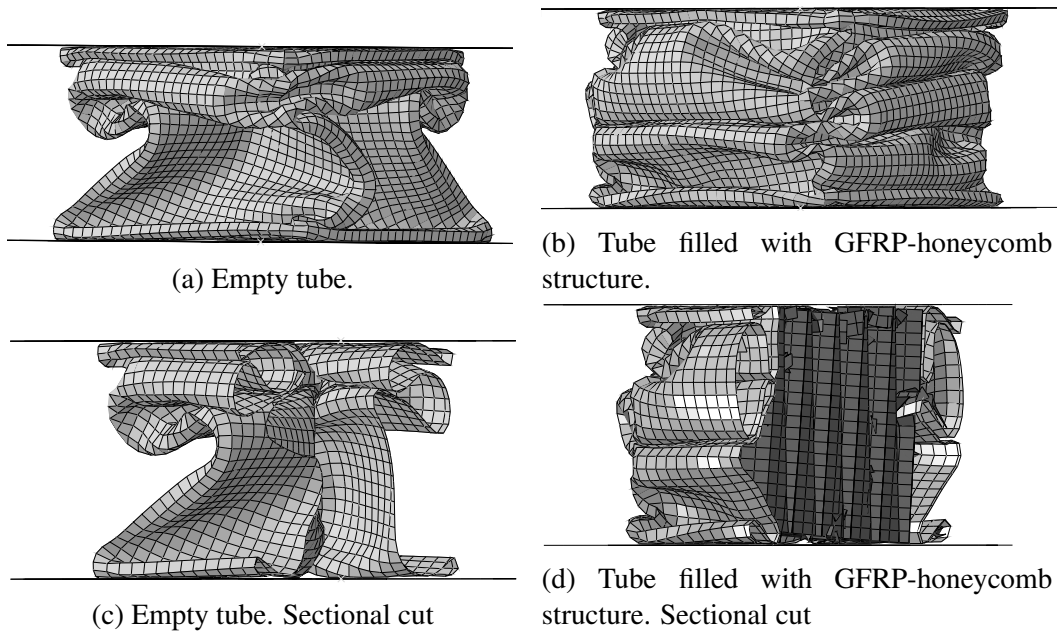 (a) Empty tube.
(b) Tube filled with GFRP-honeycomb
structure.
(c) Empty tube. Sectional cut
(d) Tube filled with GFRP-honeycomb
structure. Sectional cut